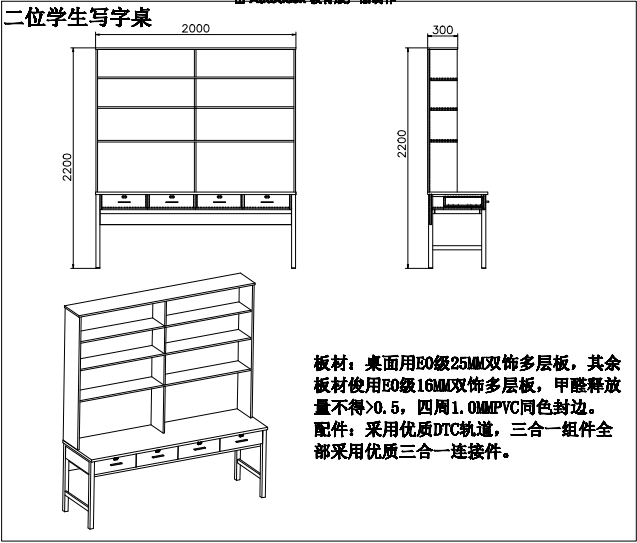 二位学生写字桌
2000
300
2200
2200
板材：桌面用E0级25MM双饰多层板，其余
板材俊用E0级16MM双饰多层板，甲醛释放
量不得>0.5，四周1.0MMPVC同色封边。
配件：采用优质DTC轨道，三合一组件全
部采用优质三合一连接件。